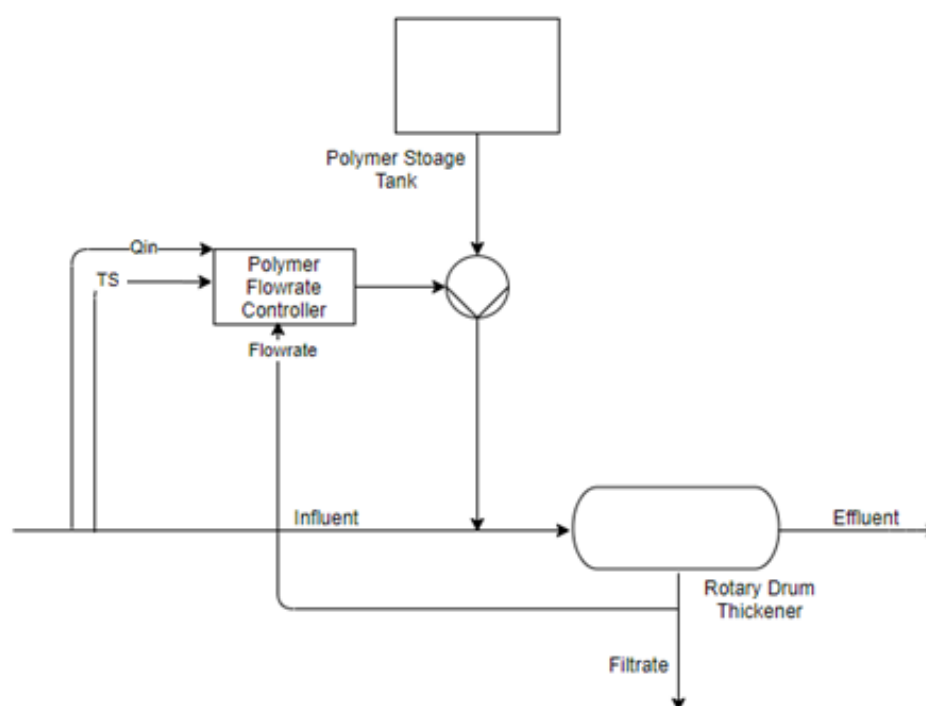 Polymer Stoage
Tank
Qin
TS
Polymer
Flowrate
Controller
Flowrate
Influent
Effluent
Rotary Drum
Thickener
Filtrate